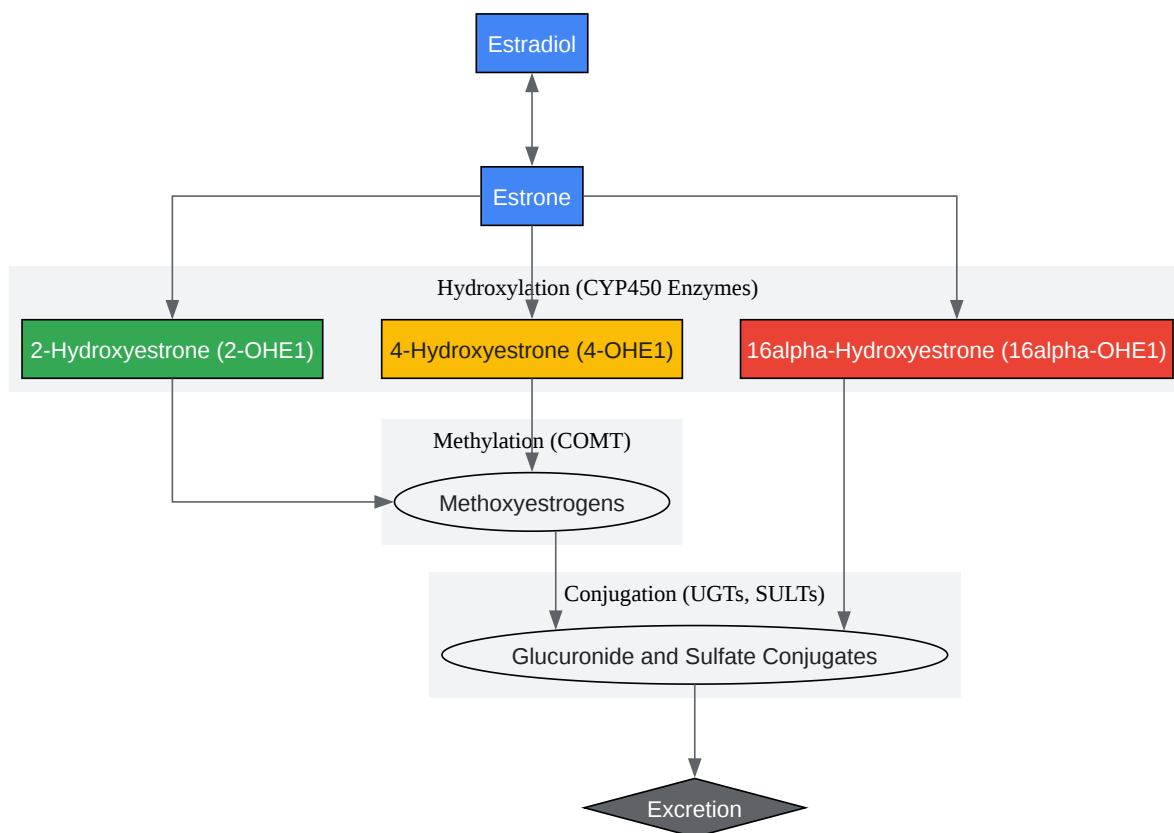 Estradiol
Estrone
Hydroxylation (CYP450 Enzymes)
2-Hydroxyestrone (2-OHE1)
4-Hydroxyestrone (4-OHE1)
16alpha-Hydroxyestrone (16alpha-OHE1)
Methylation (COMT)
Methoxyestrogens
Conjugation (UGTs, SULTs)
Glucuronide and Sulfate Conjugates
Excretion